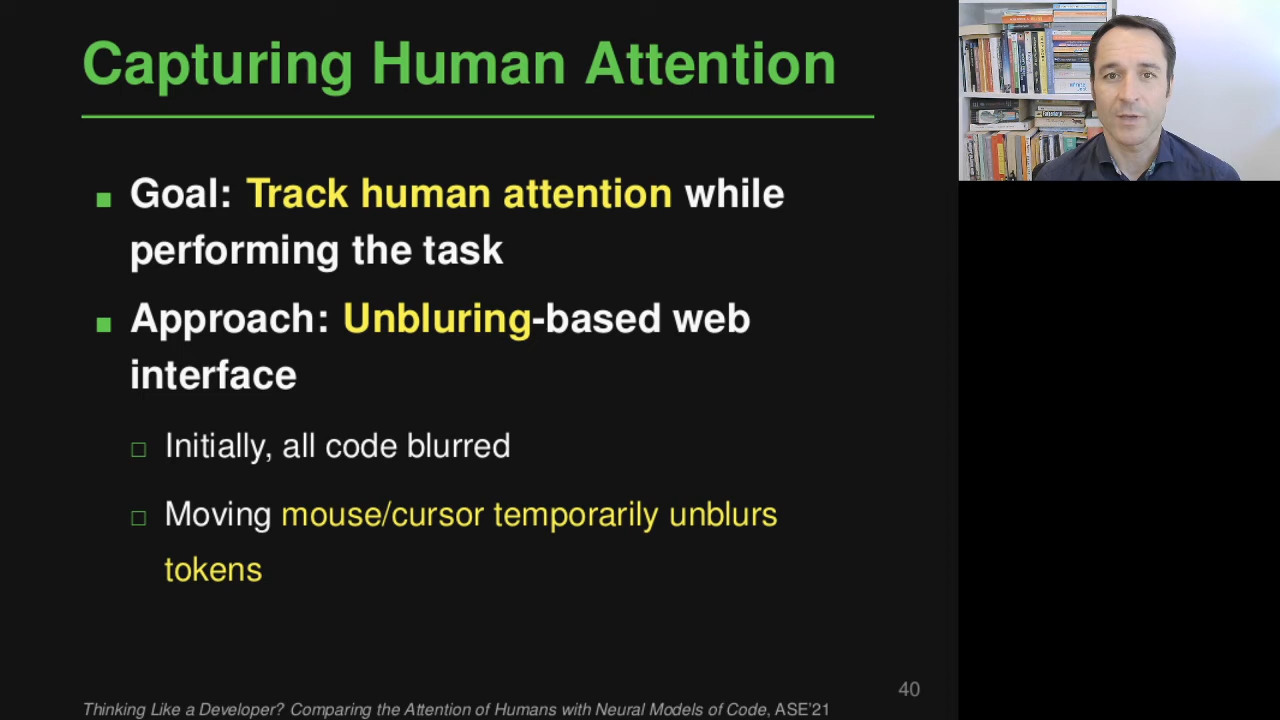 Capturing Human Attention
Goal: Track human attention while
performing the task
Approach: Unbluring-based web
interface
Initially, all code blurred
Moving mouse/cursor temporarily unblurs
tokens
40
Thinking Like a Developer? Comparing the Attention of Humans with Neural Models of Code, ASE'21